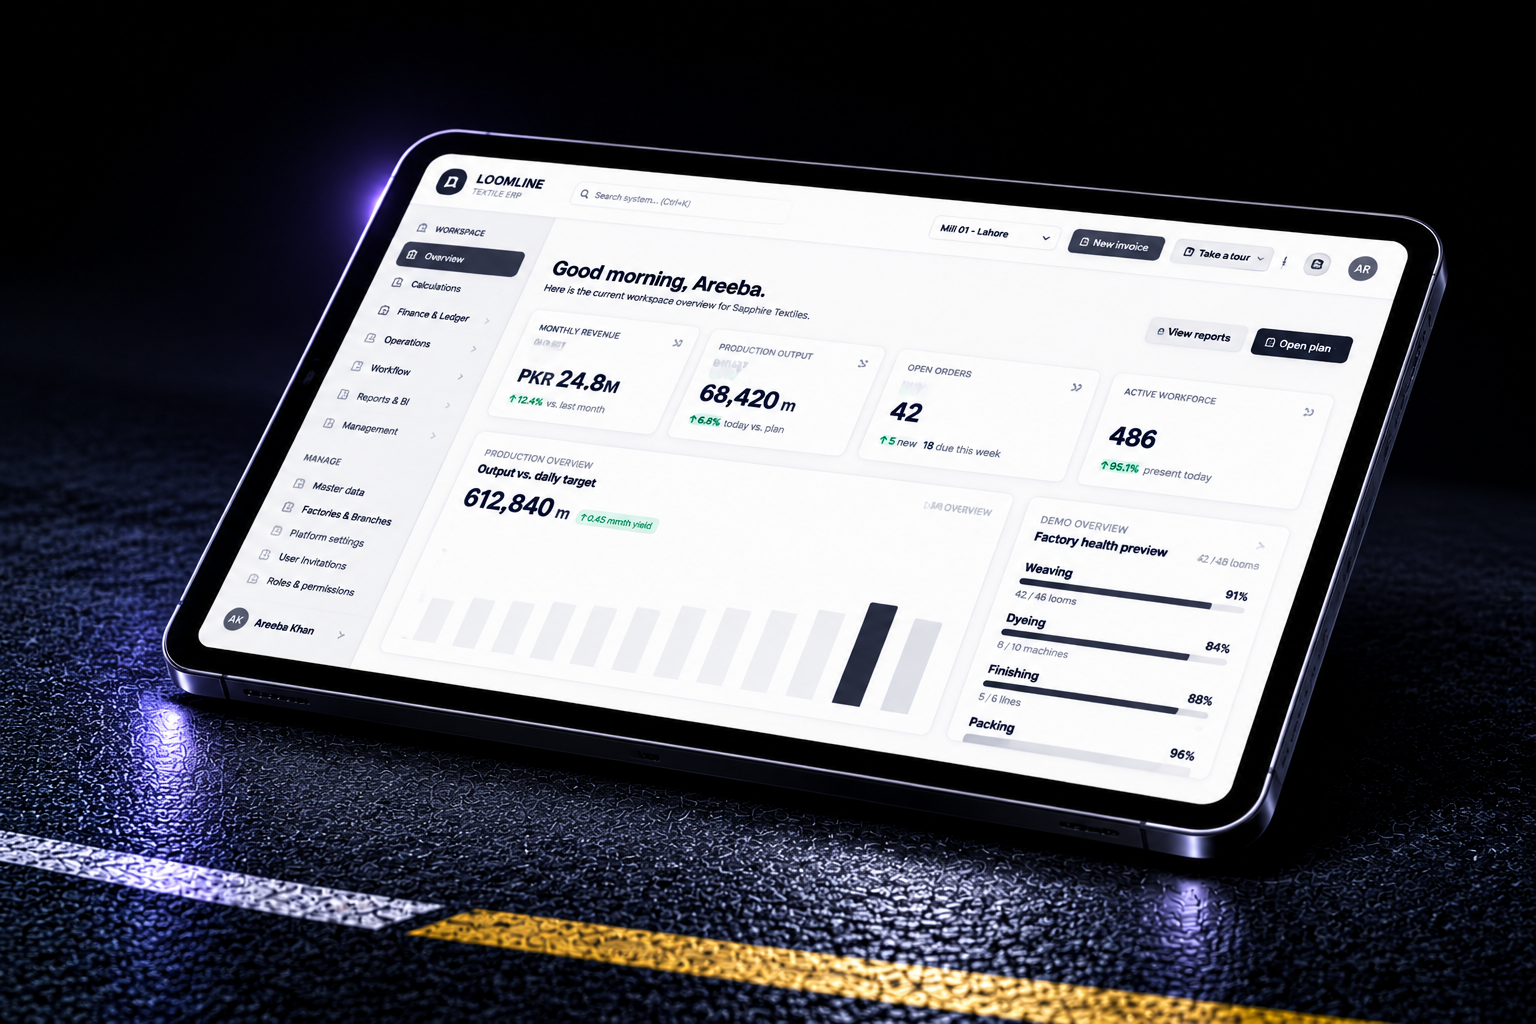 LOOMLINE
TEXTILE ERP
Search system... (Ctrl+K)
Mill 01 - Lahore
New invoice
Take a tour
AR
WORKSPACE
Overview
Calculations
Finance & Ledger
Operations
Workflow
Reports & BI
Management
MANAGE
Master data
Factories & Branches
Platform settings
User Invitations
Roles & permissions
AK
Areeba Khan
Good morning, Areeba.
Here is the current workspace overview for Sapphire Textiles.
View reports
Open plan
MONTHLY REVENUE
PKR 24.8M
↑12.4% vs. last month
PRODUCTION OUTPUT
68,420 m
↑6.8% today vs. plan
OPEN ORDERS
42
↑5 new 18 due this week
ACTIVE WORKFORCE
486
↑95.1% present today
PRODUCTION OVERVIEW
Output vs. daily target
612,840 m
↑0.45 mmth yield
OVERVIEW
DEMO OVERVIEW
Factory health preview
42 / 48 looms
Weaving
91%
42 / 46 looms
Dyeing
84%
8 / 10 machines
Finishing
88%
5 / 6 lines
Packing
96%